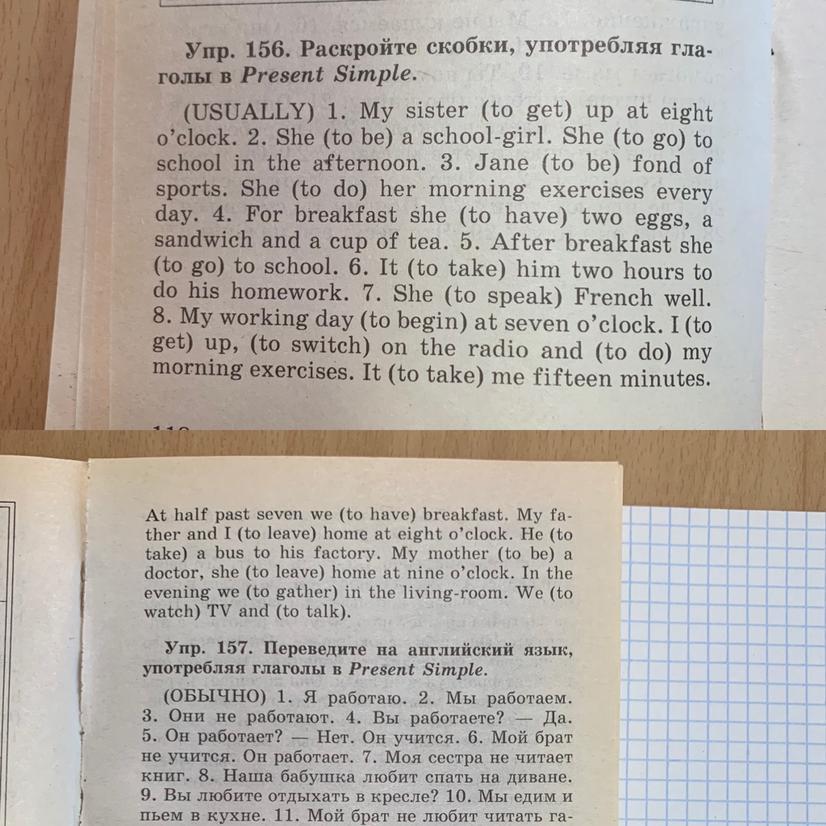 Упр. 156. Раскройте скобки, употребляя гла-
голы в Present Simple.
(USUALLY) 1. My sister (to get) up at eight
o’clock. 2. She (to be) a school-girl. She (to go) to
school in the afternoon. 3. Jane (to be) fond of
sports. She (to do) her morning exercises every
day. 4. For breakfast she (to have) two eggs, a
sandwich and a cup of tea. 5. After breakfast she
(to go) to school. 6. It (to take) him two hours to
do his homework. 7. She (to speak) French well.
8. My working day (to begin) at seven o’clock. I (to
get) up, (to switch) on the radio and (to do) my
morning exercises. It (to take) me fifteen minutes.
At half past seven we (to have) breakfast. My fa-
ther and I (to leave) home at eight o’clock. He (to
take) a bus to his factory. My mother (to be) a
doctor, she (to leave) home at nine o’clock. In the
evening we (to gather) in the living-room. We (to
watch) TV and (to talk).
Упр. 157. Переведите на английский язык,
употребляя глаголы в Present Simple.
(ОБЫЧНО) 1. Я работаю. 2. Мы работаем.
3. Они не работают. 4. Вы работаете? — Да.
5. Он работает? — Нет. Он учится. 6. Мой брат
не учится. Он работает. 7. Моя сестра не читает
книг. 8. Наша бабушка любит спать на диване.
9. Вы любите отдыхать в кресле? 10. Мы едим и
пьем в кухне. 11. Мой брат не любит читать га-